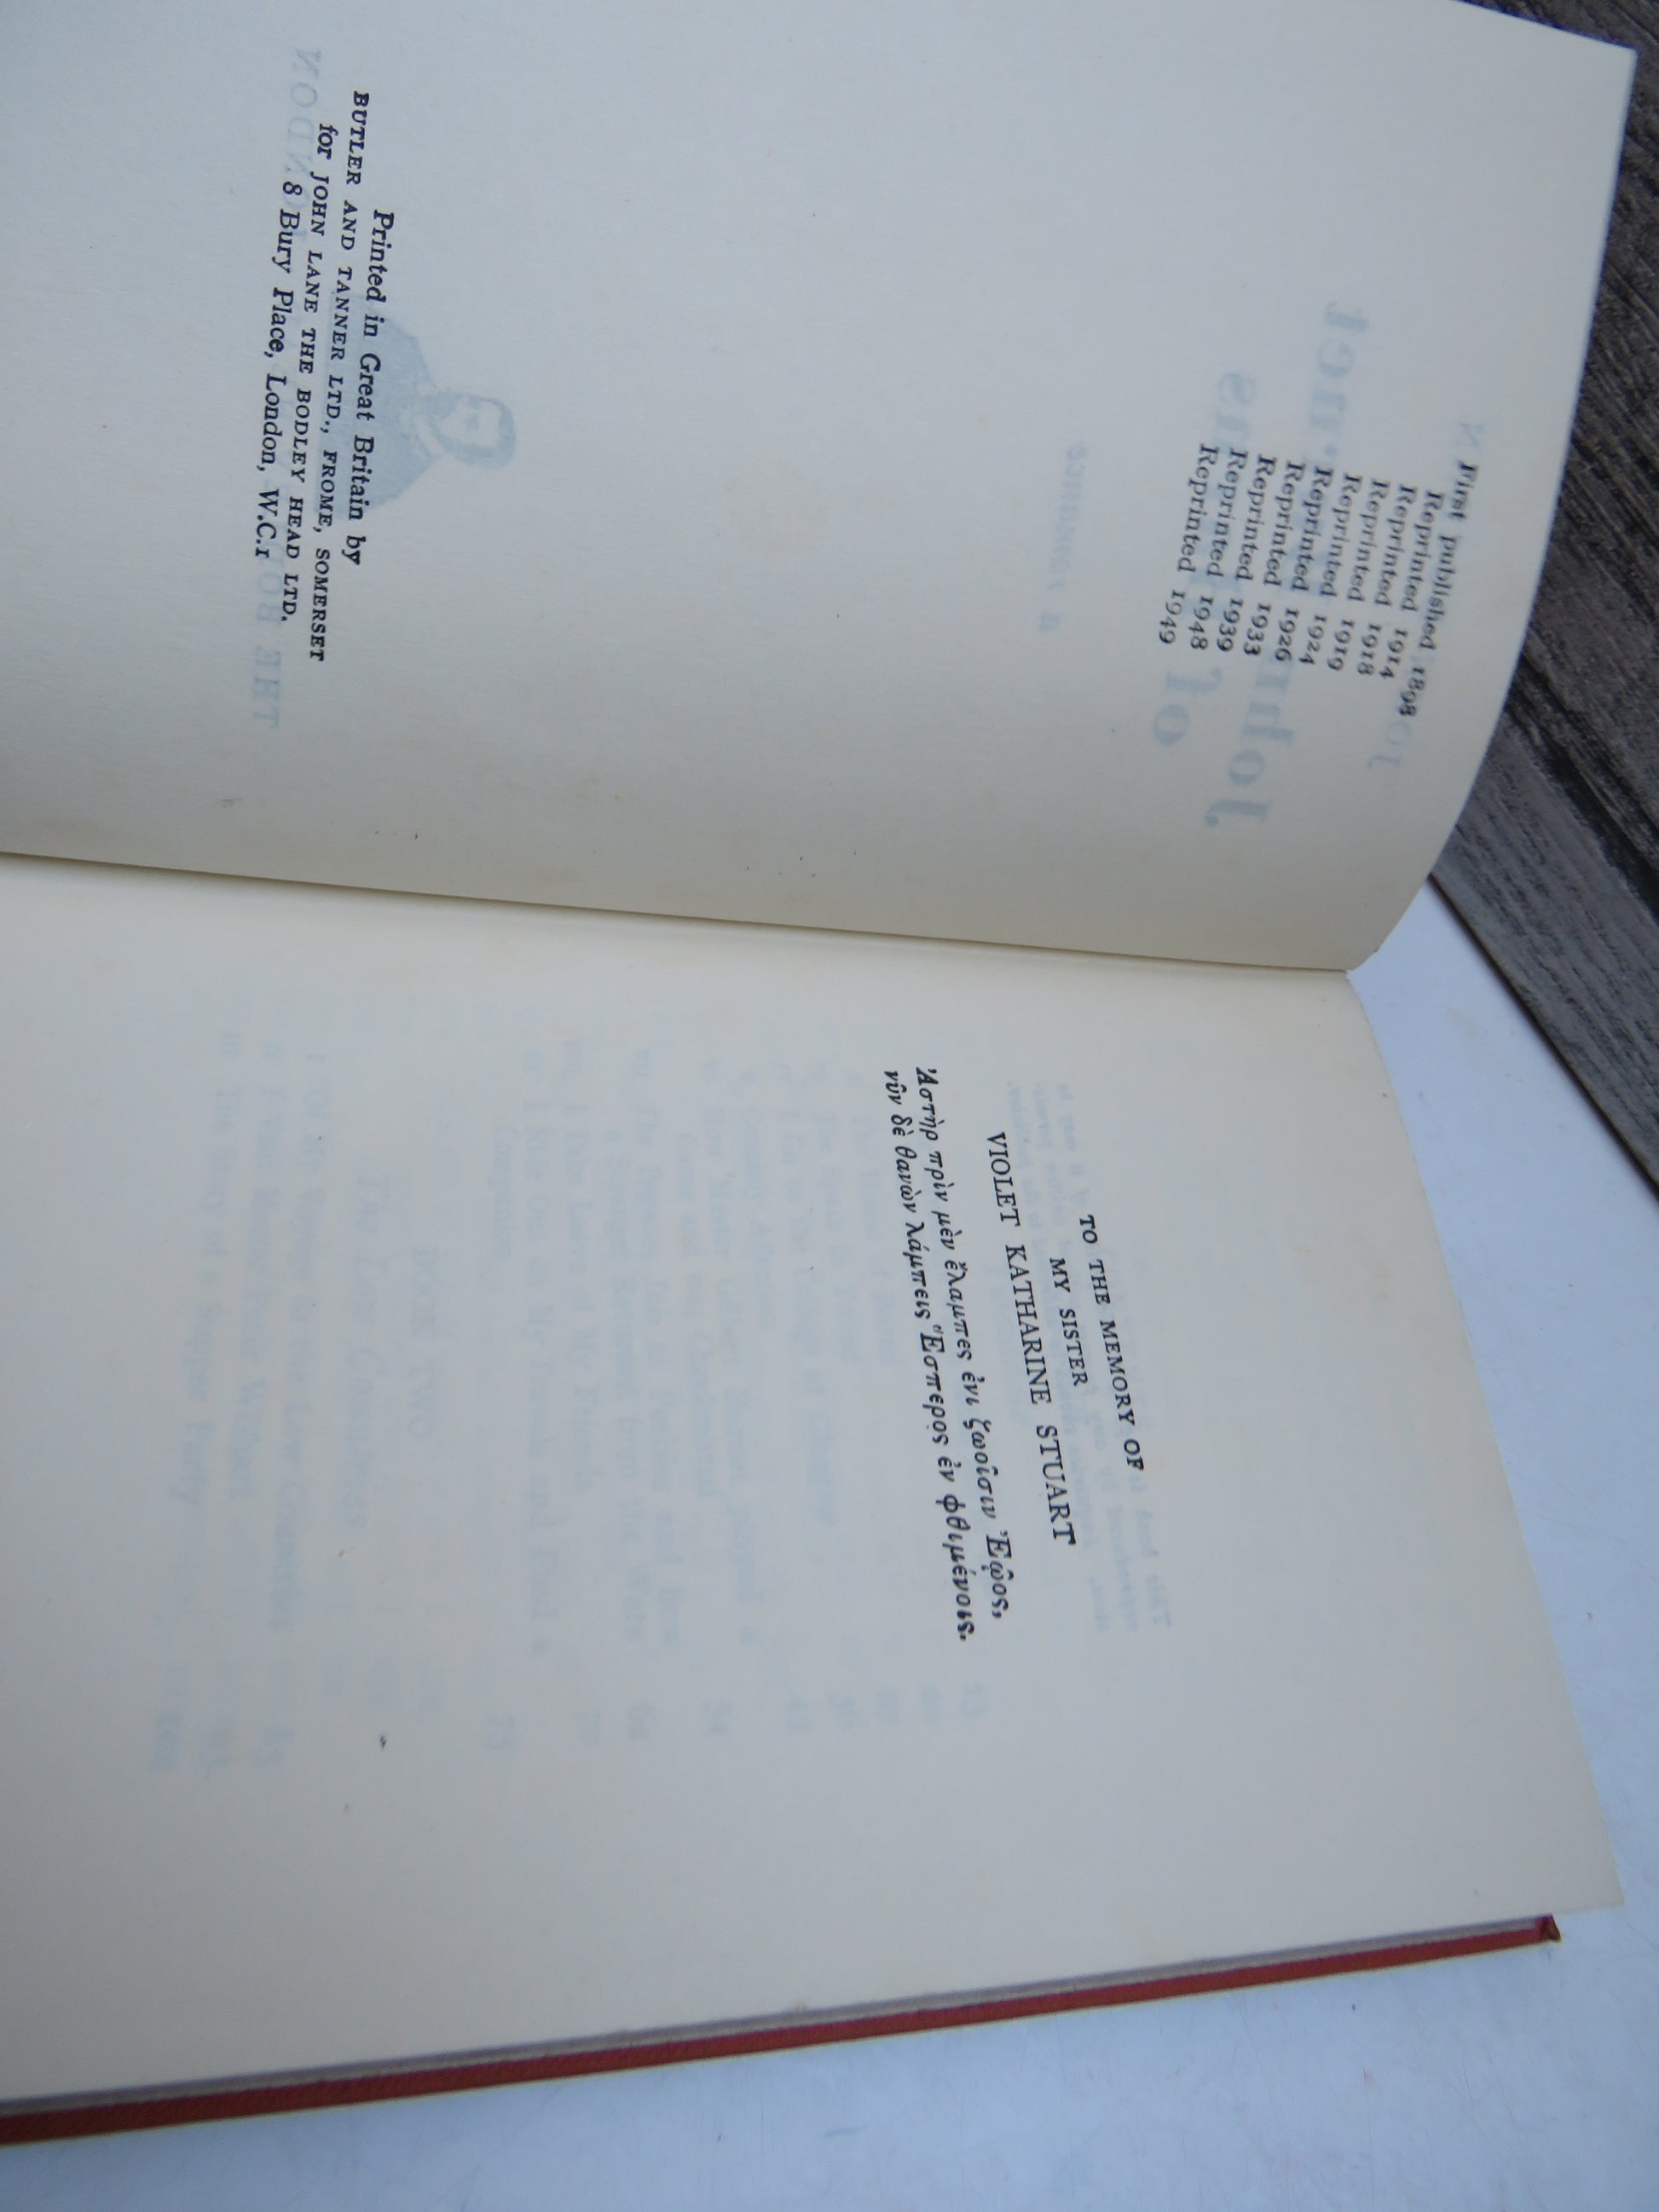 First published 1898
Reprinted 1914
Reprinted 1918
Reprinted 1919
Reprinted 1924
Reprinted 1926
Reprinted 1933
Reprinted 1939
Reprinted 1948
Reprinted 1949
Printed in Great Britain by
BUTLER AND TANNER LTD., FROME, SOMERSET
for JOHN LANE THE BODLEY HEAD LTD.
8 Bury Place, London, W.C.1
TO THE MEMORY OF
MY SISTER
VIOLET KATHARINE STUART
Ἀστὴρ πρὶν μὲν ἔλαμπες ἐνι ζωοῖσιν Ἑῷος,
νῦν δὲ θανὼν λάμπεις Ἕσπερος ἐν φθιμένοις.